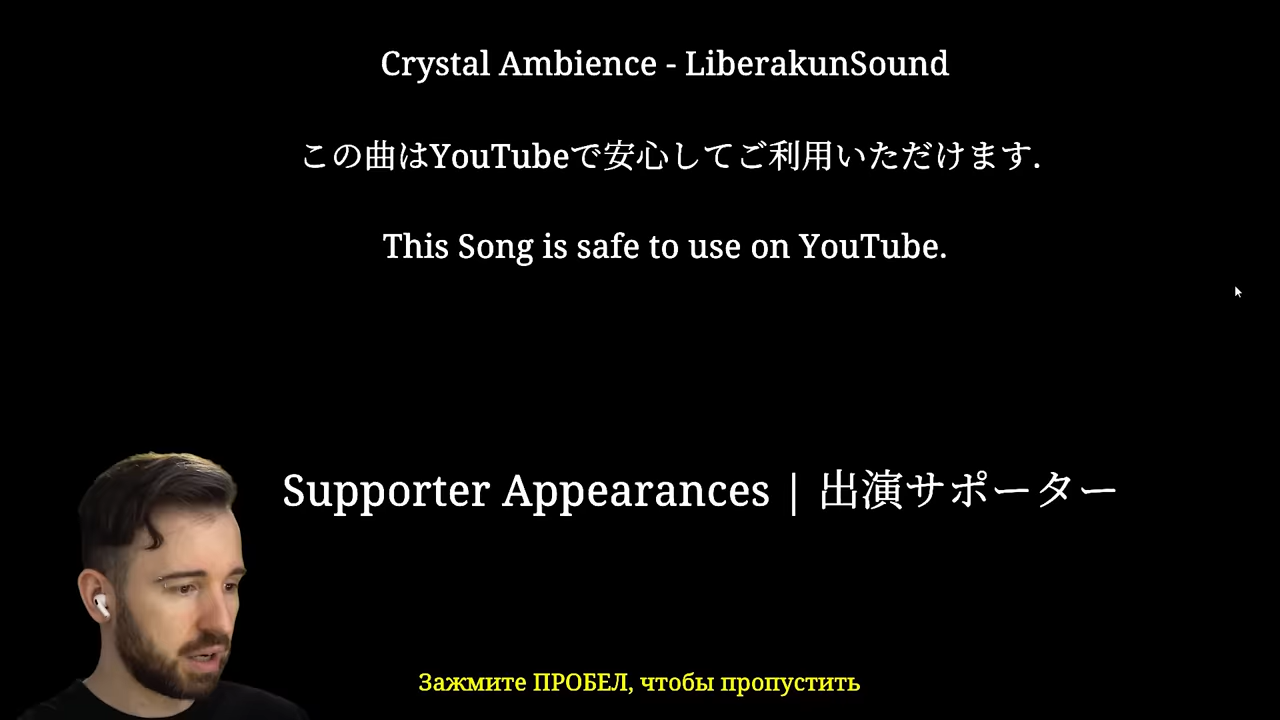 Crystal Ambience - LiberakunSound
この曲はYouTubeで安心してご利用いただけます.
This Song is safe to use on YouTube.
Supporter Appearances | 出演サポーター
Зажмите ПРОБЕЛ, чтобы пропустить